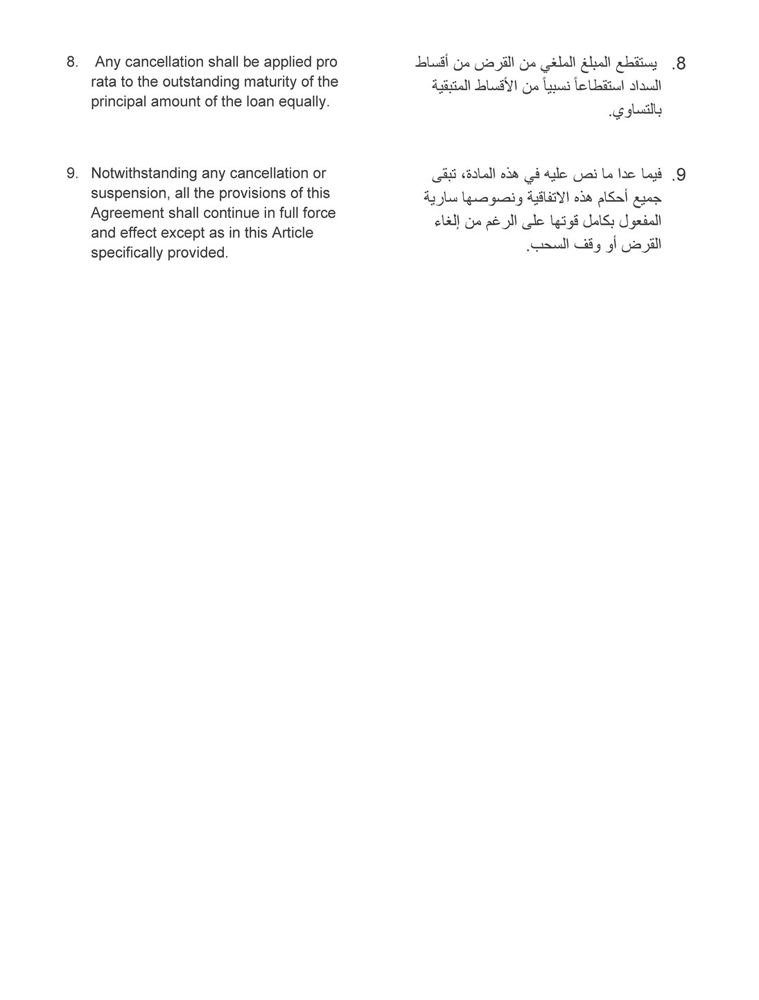 8. Any cancellation shall be applied pro
rata to the outstanding maturity of the
principal amount of the loan equally.
9. Notwithstanding any cancellation or
suspension, all the provisions of this
Agreement shall continue in full force
and effect except as in this Article
specifically provided.
8. يستقطع المبلغ الملغي من القرض من أقساط
السداد استقطاعاً نسبياً من الأقساط المتبقية
بالتساوي.
9. فيما عدا ما نص عليه في هذه المادة، تبقى
جميع أحكام هذه الاتفاقية ونصوصها سارية
المفعول بكامل قوتها على الرغم من إلغاء
القرض أو وقف السحب.